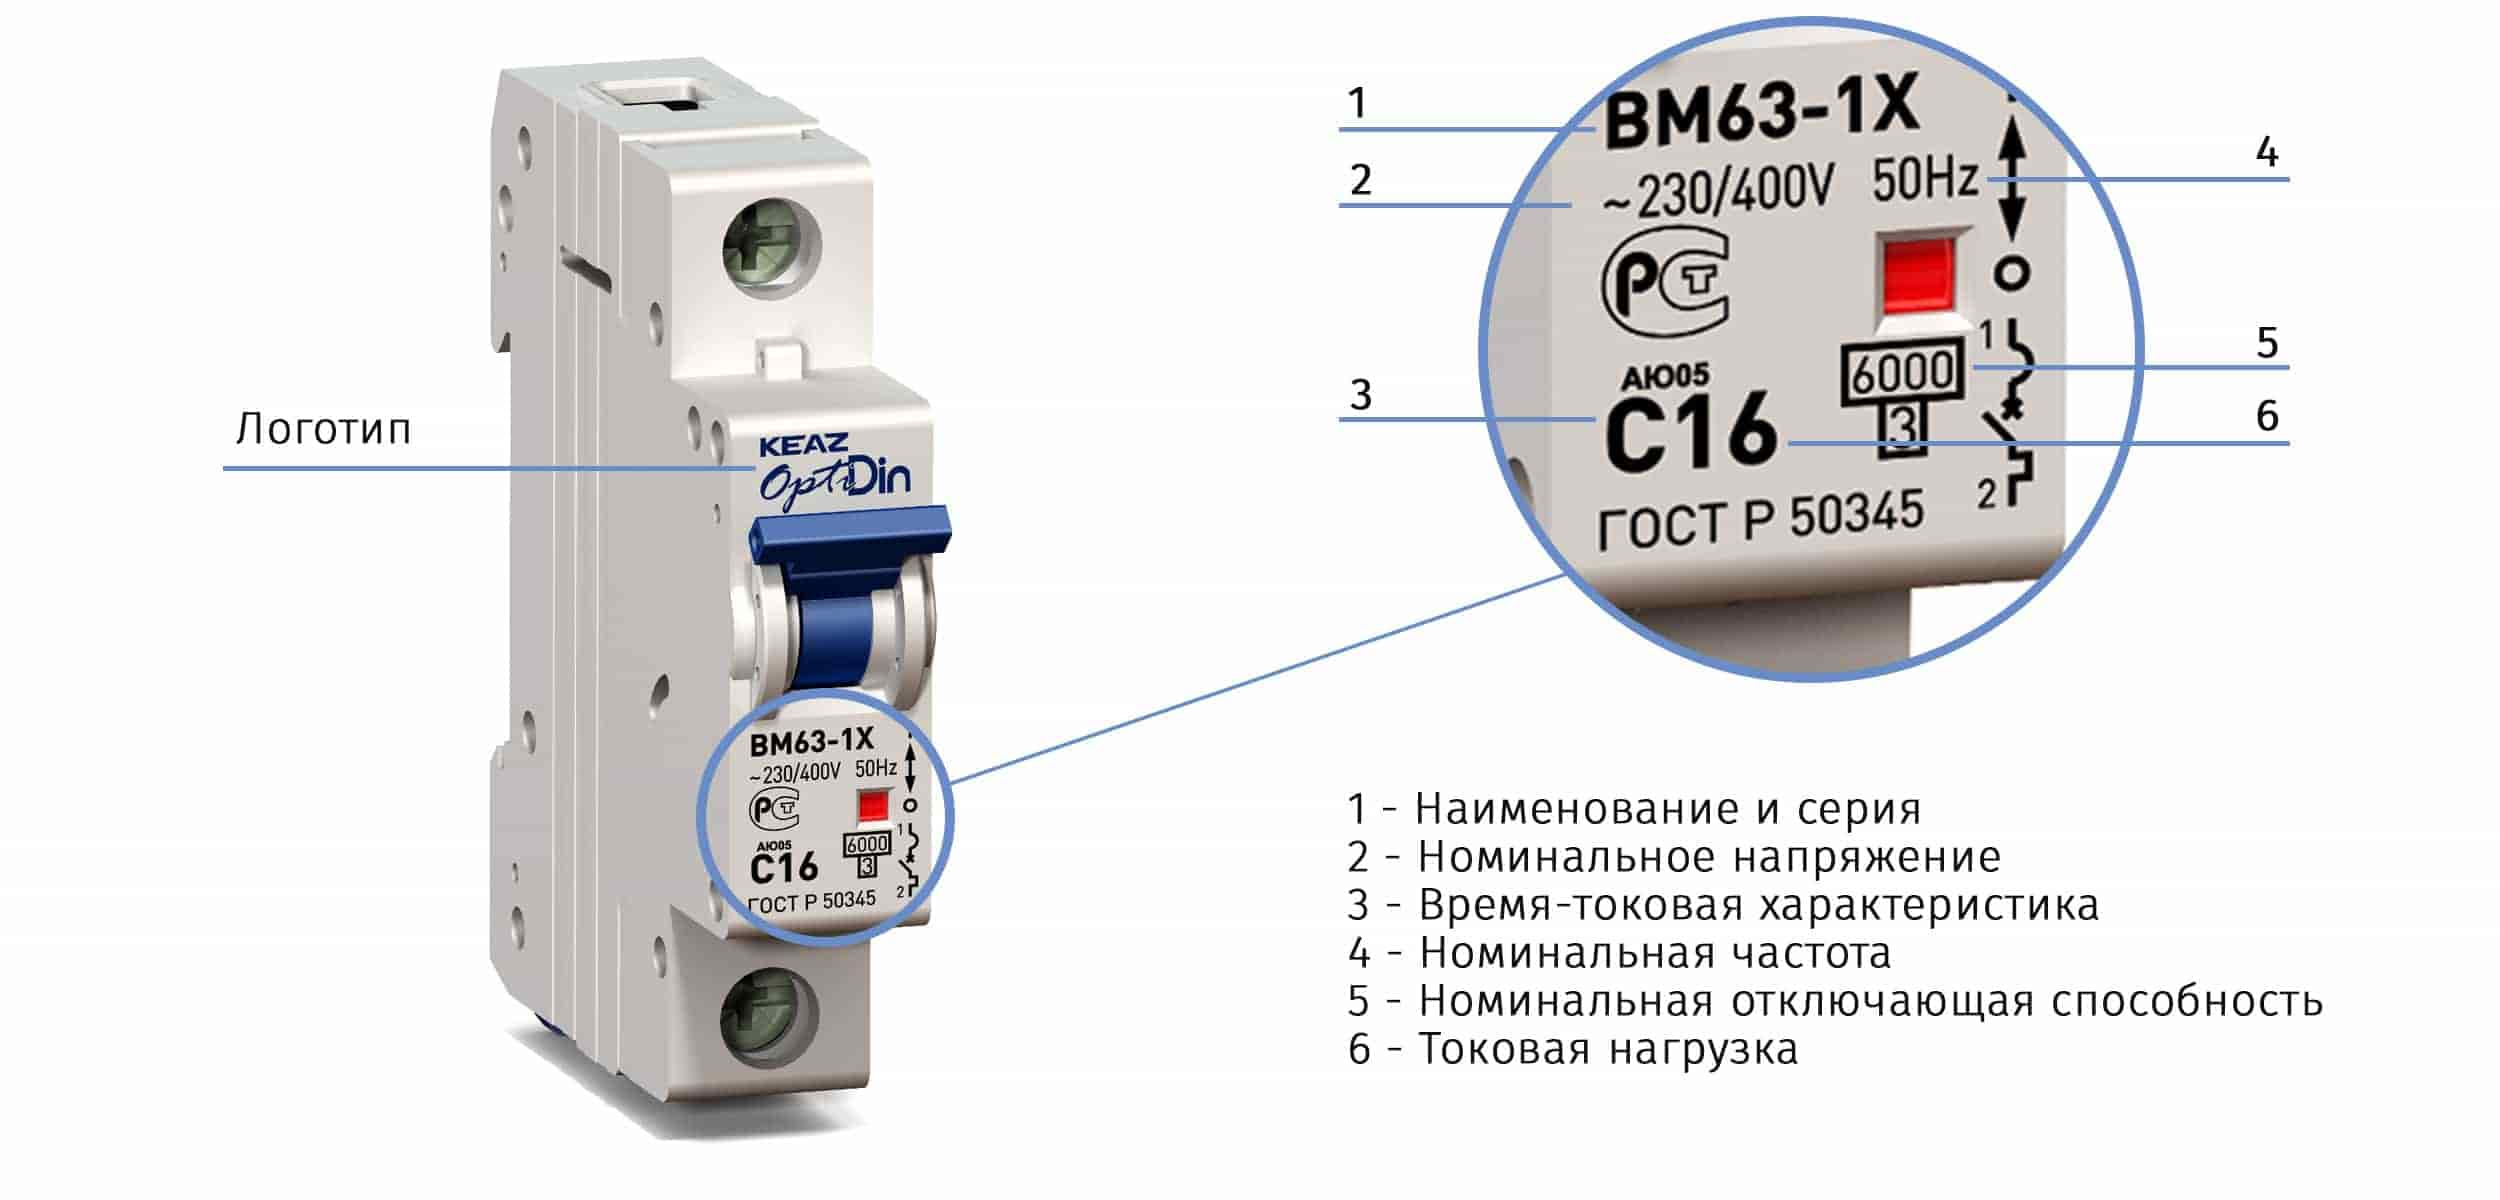 Логотип
KEAZ
OptiDin
ВМ63-1Х
~230/400V 50Hz
РСТ
1
6000
АЮ05
3
С16
ГОСТ Р 50345
2
1
2
3
4
5
6
ВМ63-1Х
~230/400V 50Hz
РСТ
1
6000
АЮ05
3
С16
ГОСТ Р 50345
2
1 - Наименование и серия
2 - Номинальное напряжение
3 - Время-токовая характеристика
4 - Номинальная частота
5 - Номинальная отключающая способность
6 - Токовая нагрузка